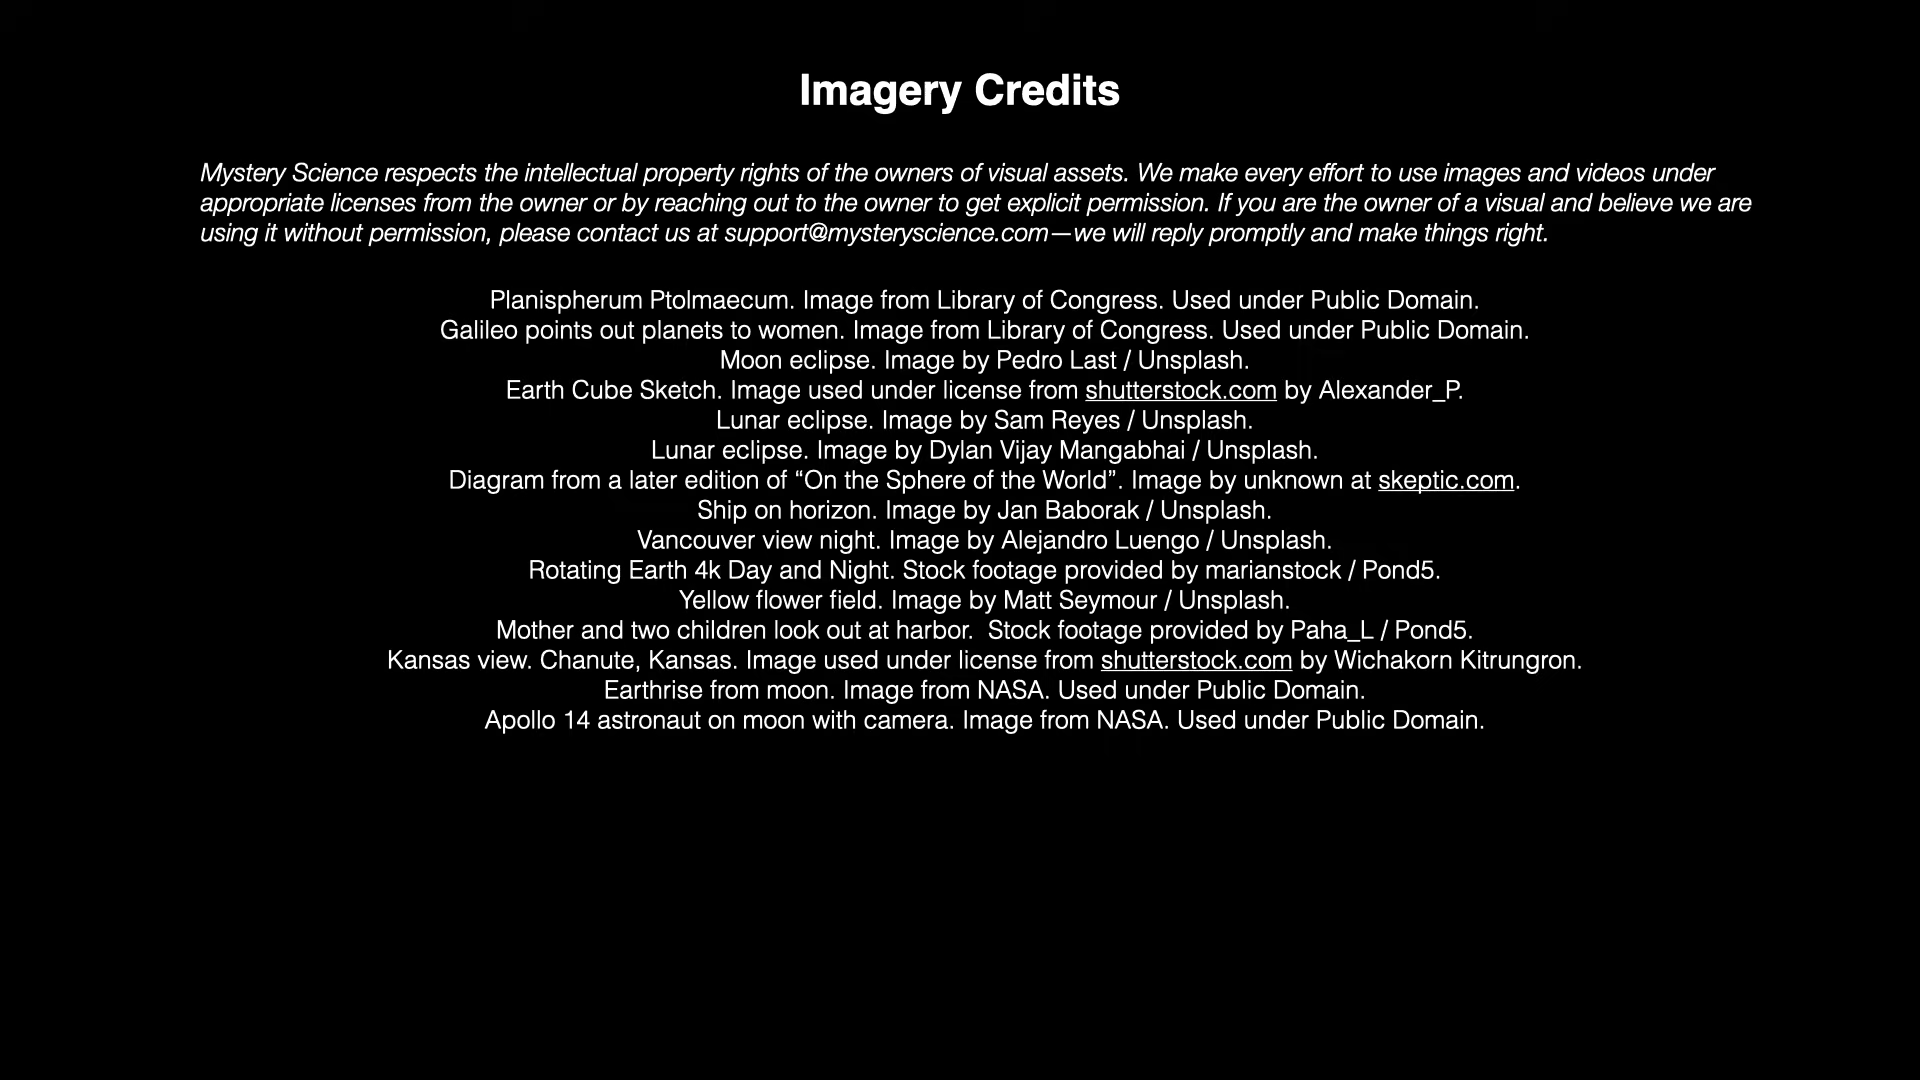 Imagery Credits
Mystery Science respects the intellectual property rights of the owners of visual assets. We make every effort to use images and videos under
appropriate licenses from the owner or by reaching out to the owner to get explicit permission. If you are the owner of a visual and believe we are
using it without permission, please contact us at support@mysteryscience.com—we will reply promptly and make things right.
Planispherum Ptolmaecum. Image from Library of Congress. Used under Public Domain.
Galileo points out planets to women. Image from Library of Congress. Used under Public Domain.
Moon eclipse. Image by Pedro Last / Unsplash.
Earth Cube Sketch. Image used under license from shutterstock.com by Alexander_P.
Lunar eclipse. Image by Sam Reyes / Unsplash.
Lunar eclipse. Image by Dylan Vijay Mangabhai / Unsplash.
Diagram from a later edition of “On the Sphere of the World”. Image by unknown at skeptic.com.
Ship on horizon. Image by Jan Baborak / Unsplash.
Vancouver view night. Image by Alejandro Luengo / Unsplash.
Rotating Earth 4k Day and Night. Stock footage provided by marianstock / Pond5.
Yellow flower field. Image by Matt Seymour / Unsplash.
Mother and two children look out at harbor.  Stock footage provided by Paha_L / Pond5.
Kansas view. Chanute, Kansas. Image used under license from shutterstock.com by Wichakorn Kitrungron.
Earthrise from moon. Image from NASA. Used under Public Domain.
Apollo 14 astronaut on moon with camera. Image from NASA. Used under Public Domain.